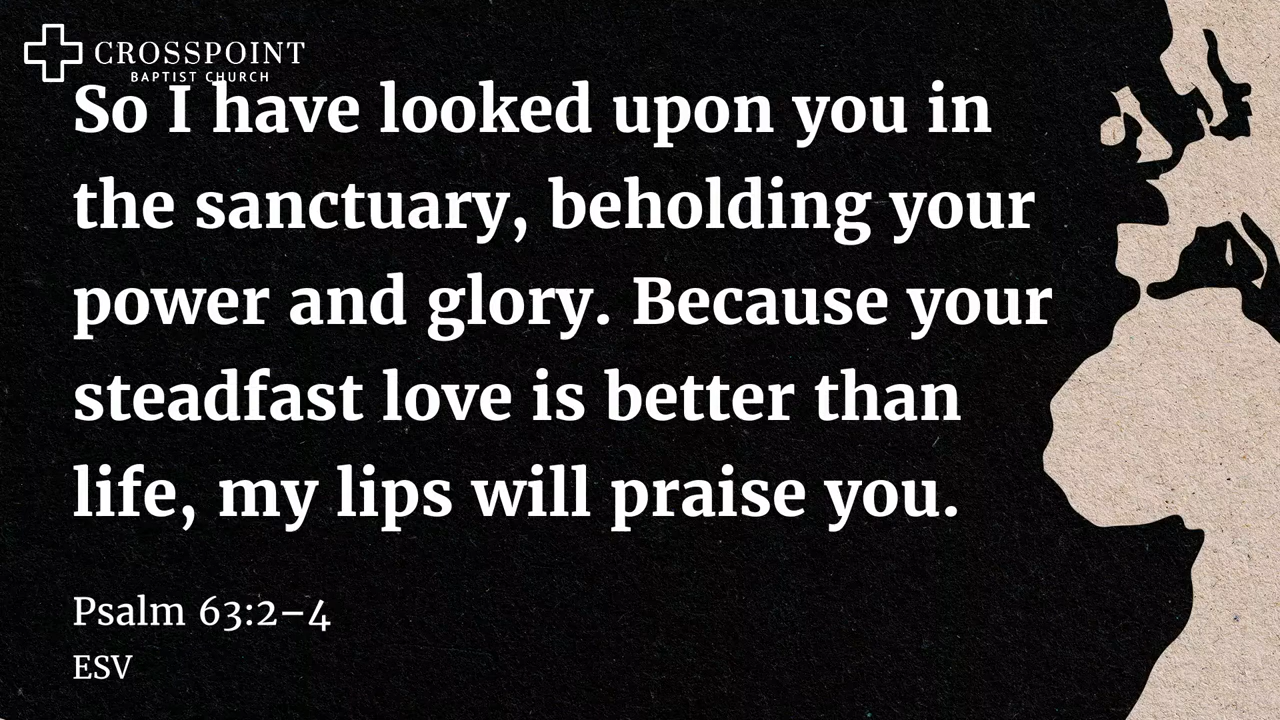 CROSSPOINT
BAPTIST CHURCH
So I have looked upon you in
the sanctuary, beholding your
power and glory. Because your
steadfast love is better than
life, my lips will praise you.
Psalm 63:2–4
ESV